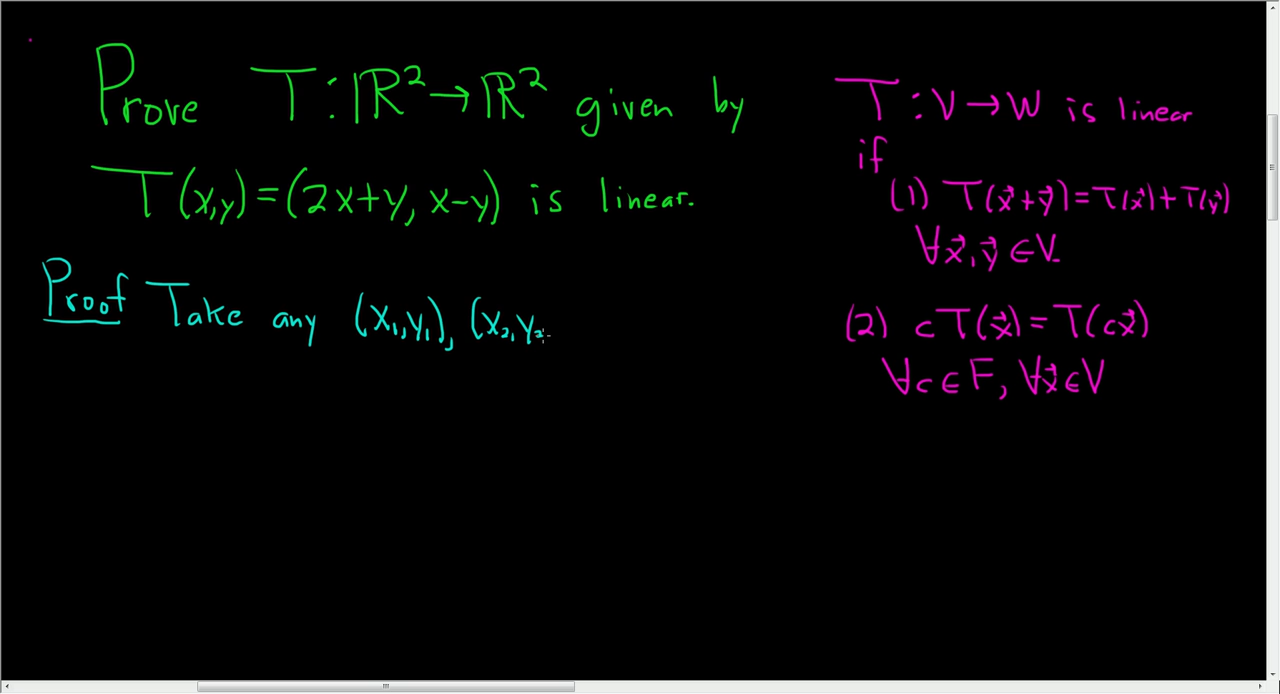 Prove T:ℝ²→ℝ² given by
T(x,y)=(2x+y, x-y) is linear.
Proof Take any (x₁,y₁), (x₂,y₂
T:V→W is linear
if
(1) T(x⃗+y⃗)=T(x⃗)+T(y⃗)
∀x⃗,y⃗∈V.
(2) cT(x⃗)=T(cx⃗)
∀c∈F, ∀x⃗∈V